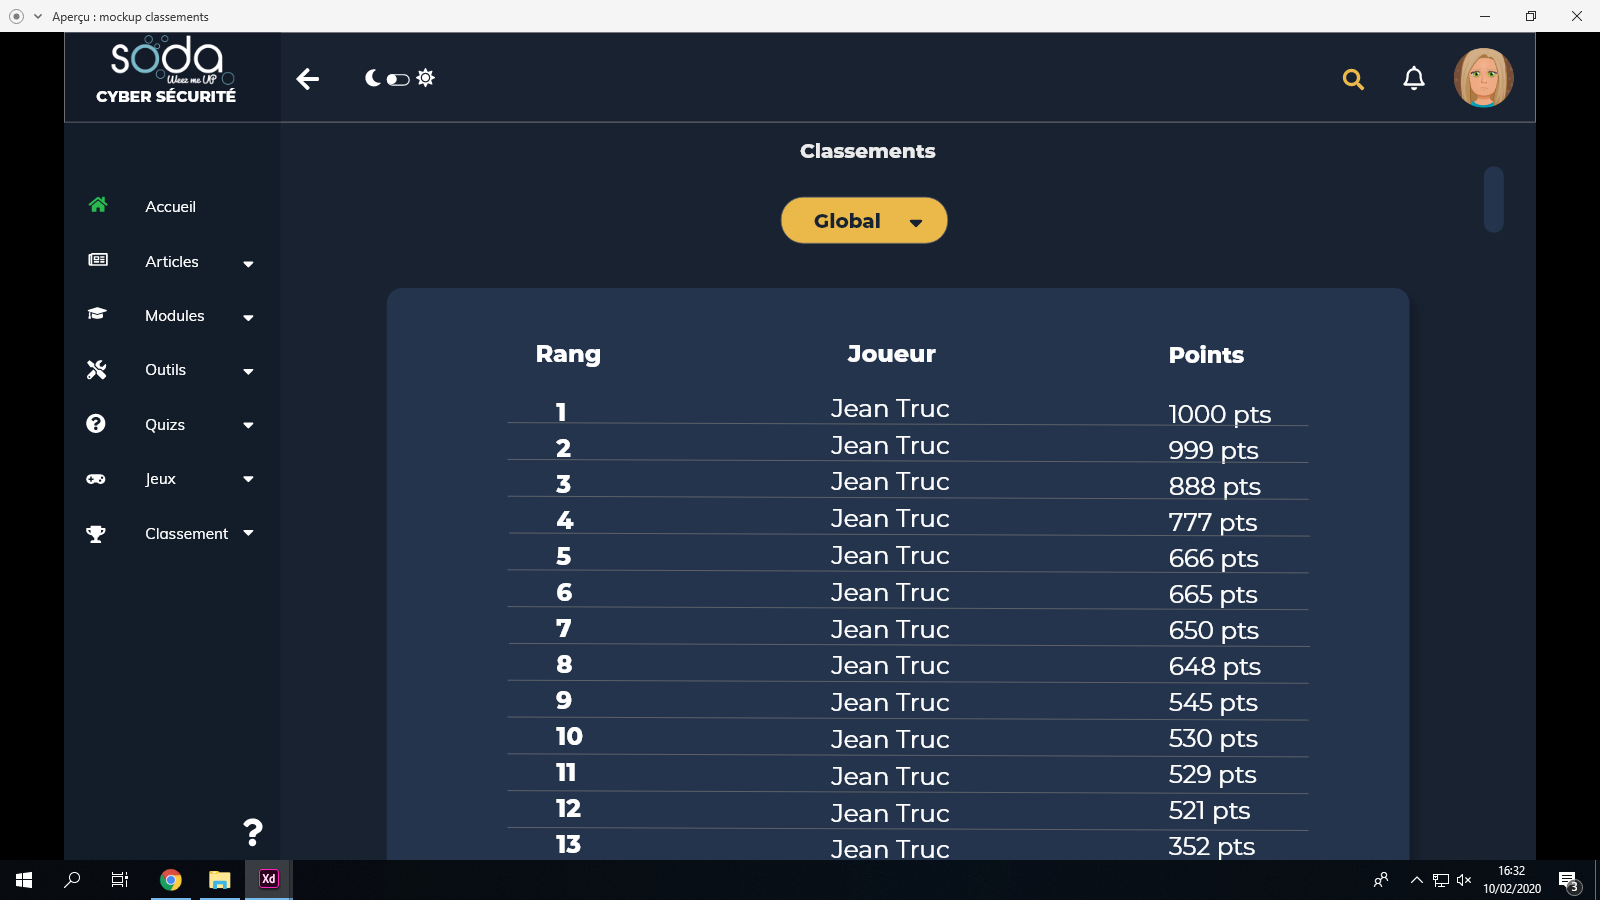 Aperçu : mockup classements
soda
Weez me UP
CYBER SÉCURITÉ
Classements
Global
Accueil
Articles
Modules
Outils
Quizs
Jeux
Classement
?
Rang Joueur Points
1 Jean Truc 1000 pts
2 Jean Truc 999 pts
3 Jean Truc 888 pts
4 Jean Truc 777 pts
5 Jean Truc 666 pts
6 Jean Truc 665 pts
7 Jean Truc 650 pts
8 Jean Truc 648 pts
9 Jean Truc 545 pts
10 Jean Truc 530 pts
11 Jean Truc 529 pts
12 Jean Truc 521 pts
13 Jean Truc 352 pts
Xd
16:32
10/02/2020
3